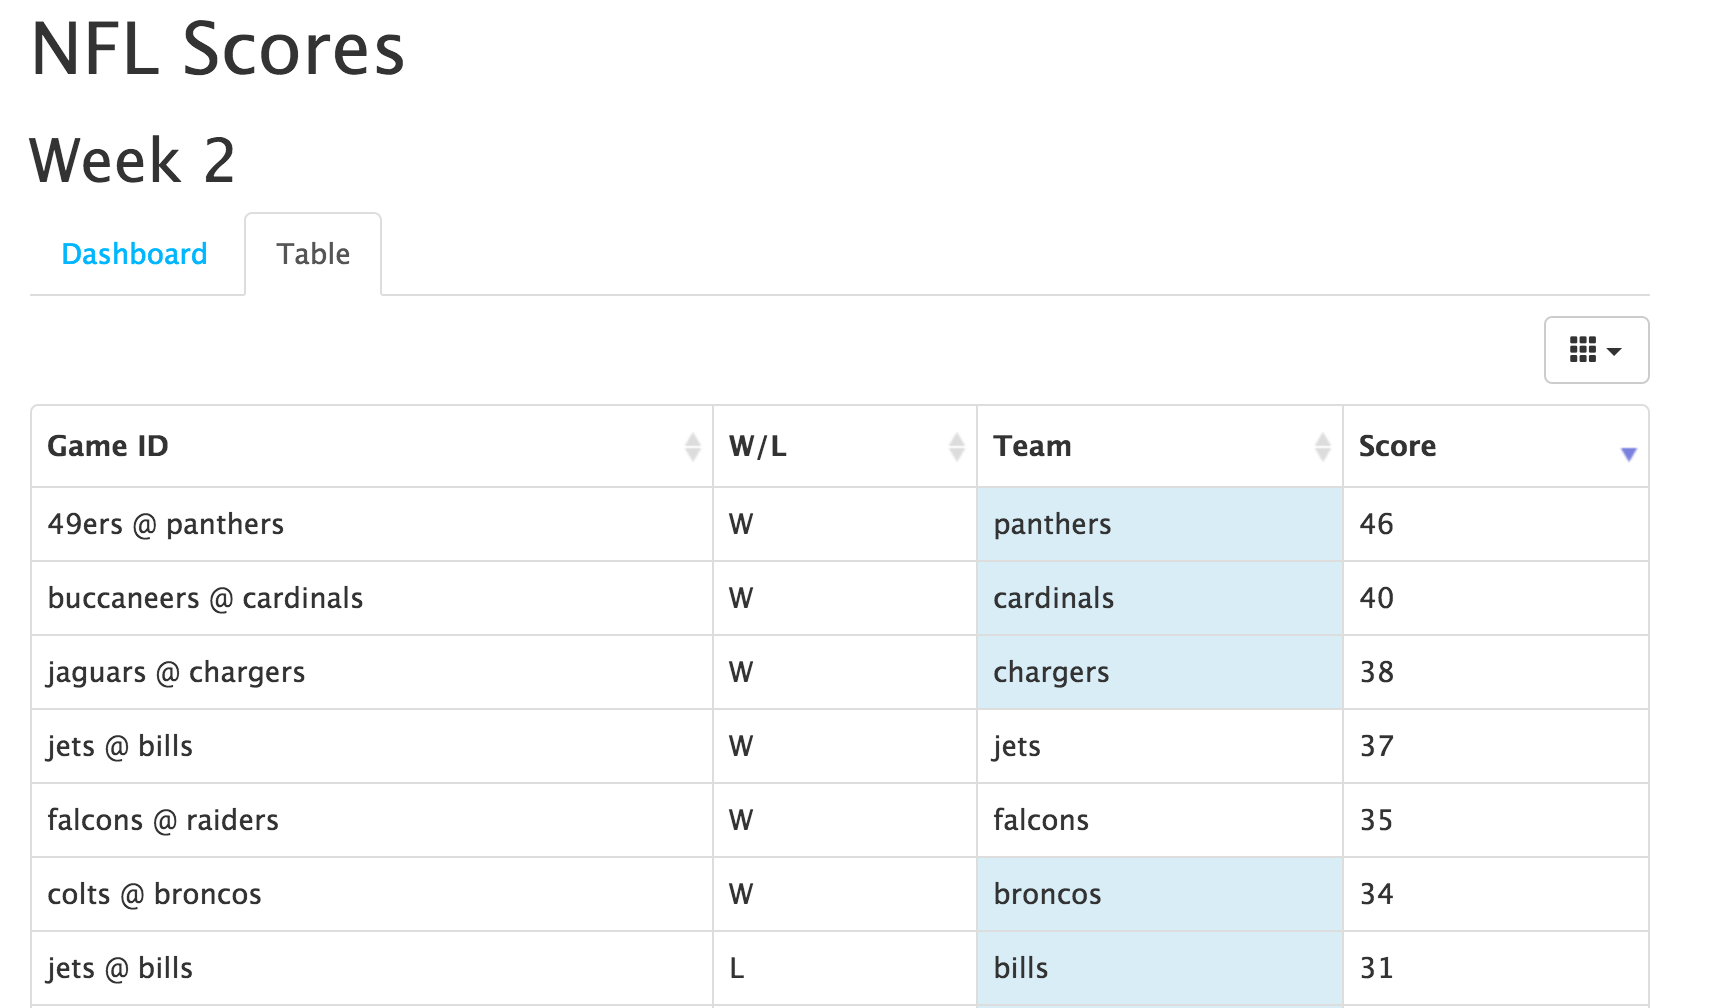 NFL Scores
Week 2
Dashboard Table
Game ID W/L Team Score
49ers @ panthers W panthers 46
buccaneers @ cardinals W cardinals 40
jaguars @ chargers W chargers 38
jets @ bills W jets 37
falcons @ raiders W falcons 35
colts @ broncos W broncos 34
jets @ bills L bills 31